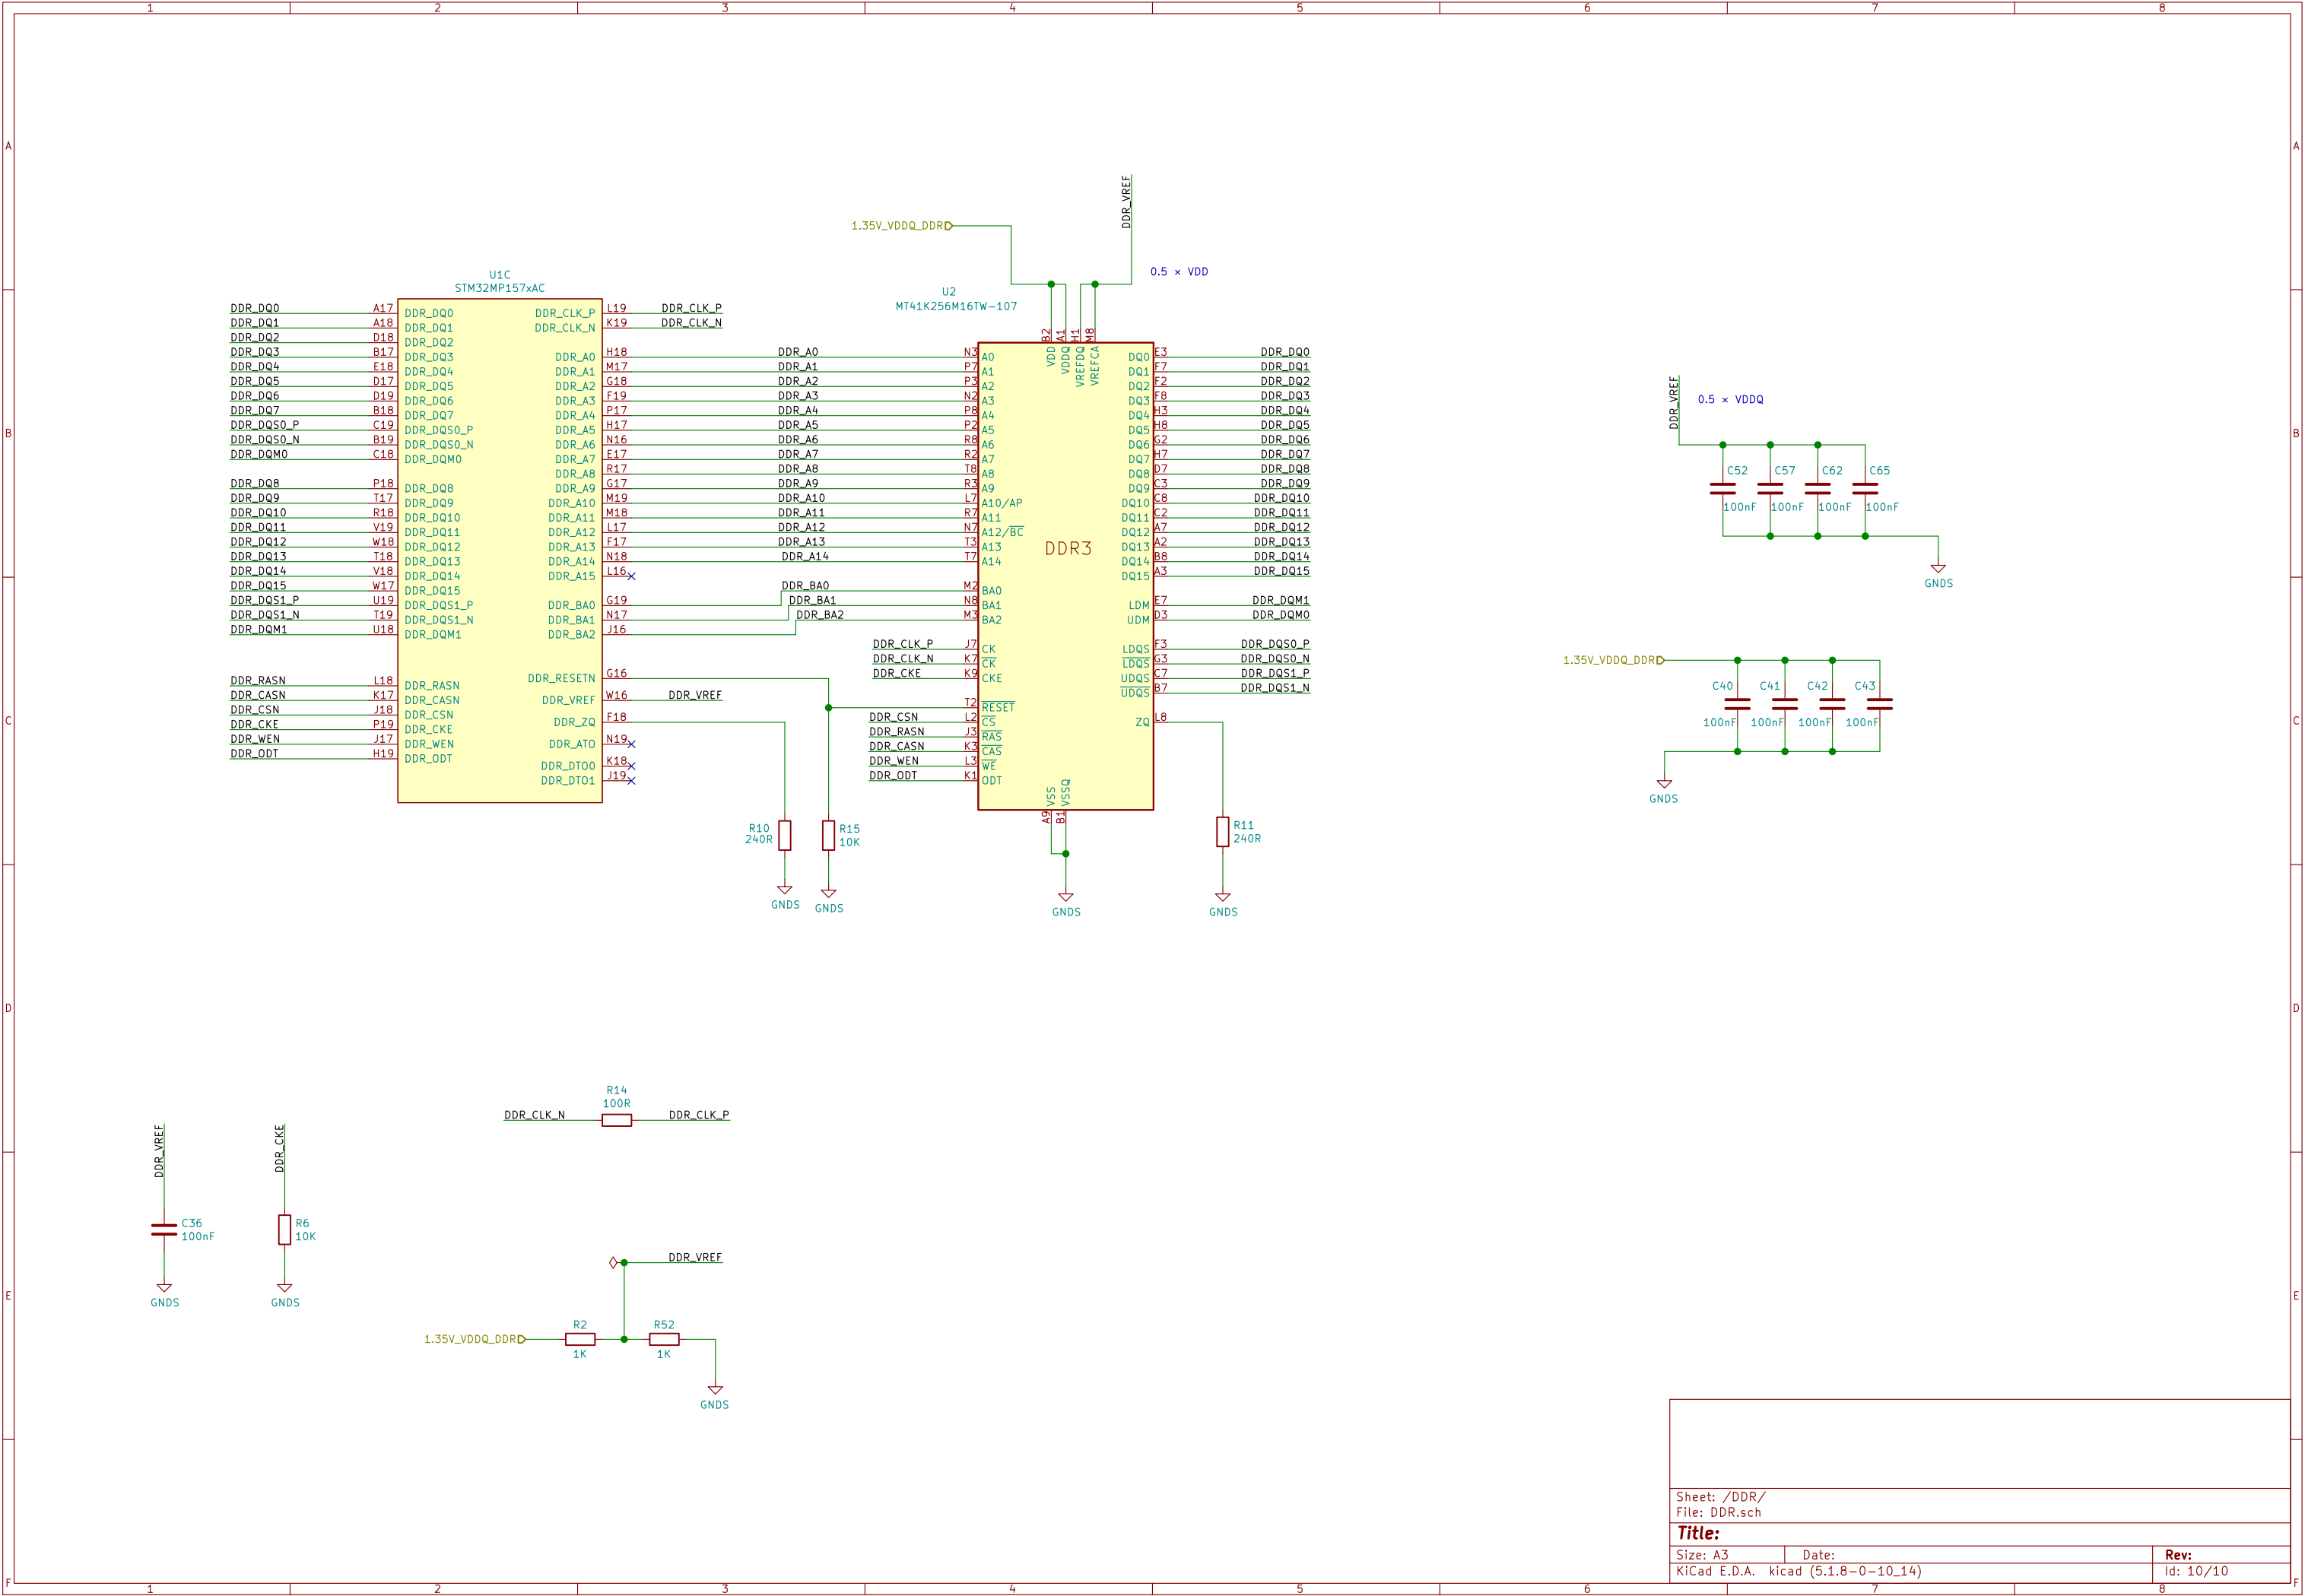 1 2 3 4 5 6 7 8
A
B
C
D
E
F
A
B
C
D
E
F
1 2 3 4 5 6 7 8
U1C
STM32MP157xAC
DDR_DQ0 A17 DDR_DQ0
DDR_DQ1 A18 DDR_DQ1
DDR_DQ2 D18 DDR_DQ2
DDR_DQ3 B17 DDR_DQ3
DDR_DQ4 E18 DDR_DQ4
DDR_DQ5 D17 DDR_DQ5
DDR_DQ6 D19 DDR_DQ6
DDR_DQ7 B18 DDR_DQ7
DDR_DQS0_P C19 DDR_DQS0_P
DDR_DQS0_N B19 DDR_DQS0_N
DDR_DQM0 C18 DDR_DQM0
DDR_DQ8 P18 DDR_DQ8
DDR_DQ9 T17 DDR_DQ9
DDR_DQ10 R18 DDR_DQ10
DDR_DQ11 V19 DDR_DQ11
DDR_DQ12 W18 DDR_DQ12
DDR_DQ13 T18 DDR_DQ13
DDR_DQ14 V18 DDR_DQ14
DDR_DQ15 W17 DDR_DQ15
DDR_DQS1_P U19 DDR_DQS1_P
DDR_DQS1_N T19 DDR_DQS1_N
DDR_DQM1 U18 DDR_DQM1
DDR_RASN L18 DDR_RASN
DDR_CASN K17 DDR_CASN
DDR_CSN J18 DDR_CSN
DDR_CKE P19 DDR_CKE
DDR_WEN J17 DDR_WEN
DDR_ODT H19 DDR_ODT
DDR_CLK_P L19 DDR_CLK_P
DDR_CLK_N K19 DDR_CLK_N
DDR_A0 H18 DDR_A0 N3 A0
DDR_A1 M17 DDR_A1 P7 A1
DDR_A2 G18 DDR_A2 P3 A2
DDR_A3 F19 DDR_A3 N2 A3
DDR_A4 P17 DDR_A4 P8 A4
DDR_A5 H17 DDR_A5 P2 A5
DDR_A6 N16 DDR_A6 R8 A6
DDR_A7 E17 DDR_A7 R2 A7
DDR_A8 R17 DDR_A8 T8 A8
DDR_A9 G17 DDR_A9 R3 A9
DDR_A10 M19 DDR_A10 L7 A10/AP
DDR_A11 M18 DDR_A11 R7 A11
DDR_A12 L17 DDR_A12 N7 A12/BC
DDR_A13 F17 DDR_A13 T3 A13
DDR_A14 N18 DDR_A14 T7 A14
DDR_A15 L16
DDR_BA0 G19 DDR_BA0 M2 BA0
DDR_BA1 N17 DDR_BA1 N8 BA1
DDR_BA2 J16 DDR_BA2 M3 BA2
DDR_RESETN G16
DDR_VREF W16 DDR_VREF
DDR_ZQ F18
DDR_ATO N19
DDR_DTO0 K18
DDR_DTO1 J19
DDR_CLK_P J7 CK
DDR_CLK_N K7 CK
DDR_CKE K9 CKE
T2 RESET
DDR_CSN L2 CS
DDR_RASN J3 RAS
DDR_CASN K3 CAS
DDR_WEN L3 WE
DDR_ODT K1 ODT
1.35V_VDDQ_DDR
DDR_VREF
0.5 × VDD
U2
MT41K256M16TW-107
B2 A1 H1 M8
VDD VDDQ VREFDQ VREFCA
DDR3
DQ0 E3 DDR_DQ0
DQ1 F7 DDR_DQ1
DQ2 F2 DDR_DQ2
DQ3 F8 DDR_DQ3
DQ4 H3 DDR_DQ4
DQ5 H8 DDR_DQ5
DQ6 G2 DDR_DQ6
DQ7 H7 DDR_DQ7
DQ8 D7 DDR_DQ8
DQ9 C3 DDR_DQ9
DQ10 C8 DDR_DQ10
DQ11 C2 DDR_DQ11
DQ12 A7 DDR_DQ12
DQ13 A2 DDR_DQ13
DQ14 B8 DDR_DQ14
DQ15 A3 DDR_DQ15
LDM E7 DDR_DQM1
UDM D3 DDR_DQM0
LDQS F3 DDR_DQS0_P
LDQS G3 DDR_DQS0_N
UDQS C7 DDR_DQS1_P
UDQS B7 DDR_DQS1_N
ZQ L8
VSS VSSQ
A9 B1
R10
240R
GNDS
R15
10K
GNDS
GNDS
R11
240R
GNDS
DDR_VREF
0.5 × VDDQ
C52 C57 C62 C65
100nF 100nF 100nF 100nF
GNDS
1.35V_VDDQ_DDR
C40 C41 C42 C43
100nF 100nF 100nF 100nF
GNDS
R14
100R
DDR_CLK_N DDR_CLK_P
DDR_VREF
C36
100nF
GNDS
DDR_CKE
R6
10K
GNDS
DDR_VREF
1.35V_VDDQ_DDR
R2
1K
R52
1K
GNDS
Sheet: /DDR/
File: DDR.sch
Title:
Size: A3 Date: Rev:
KiCad E.D.A. kicad (5.1.8-0-10_14) Id: 10/10